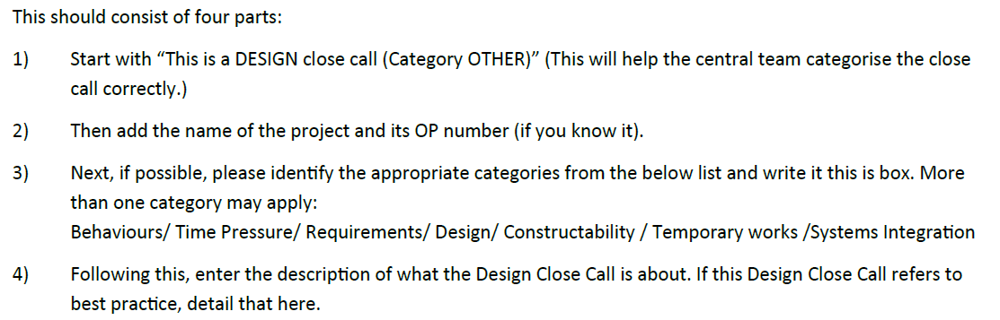 This should consist of four parts:
1) Start with “This is a DESIGN close call (Category OTHER)” (This will help the central team categorise the close
call correctly.)
2) Then add the name of the project and its OP number (if you know it).
3) Next, if possible, please identify the appropriate categories from the below list and write it this is box. More
than one category may apply:
Behaviours/ Time Pressure/ Requirements/ Design/ Constructability / Temporary works /Systems Integration
4) Following this, enter the description of what the Design Close Call is about. If this Design Close Call refers to
best practice, detail that here.